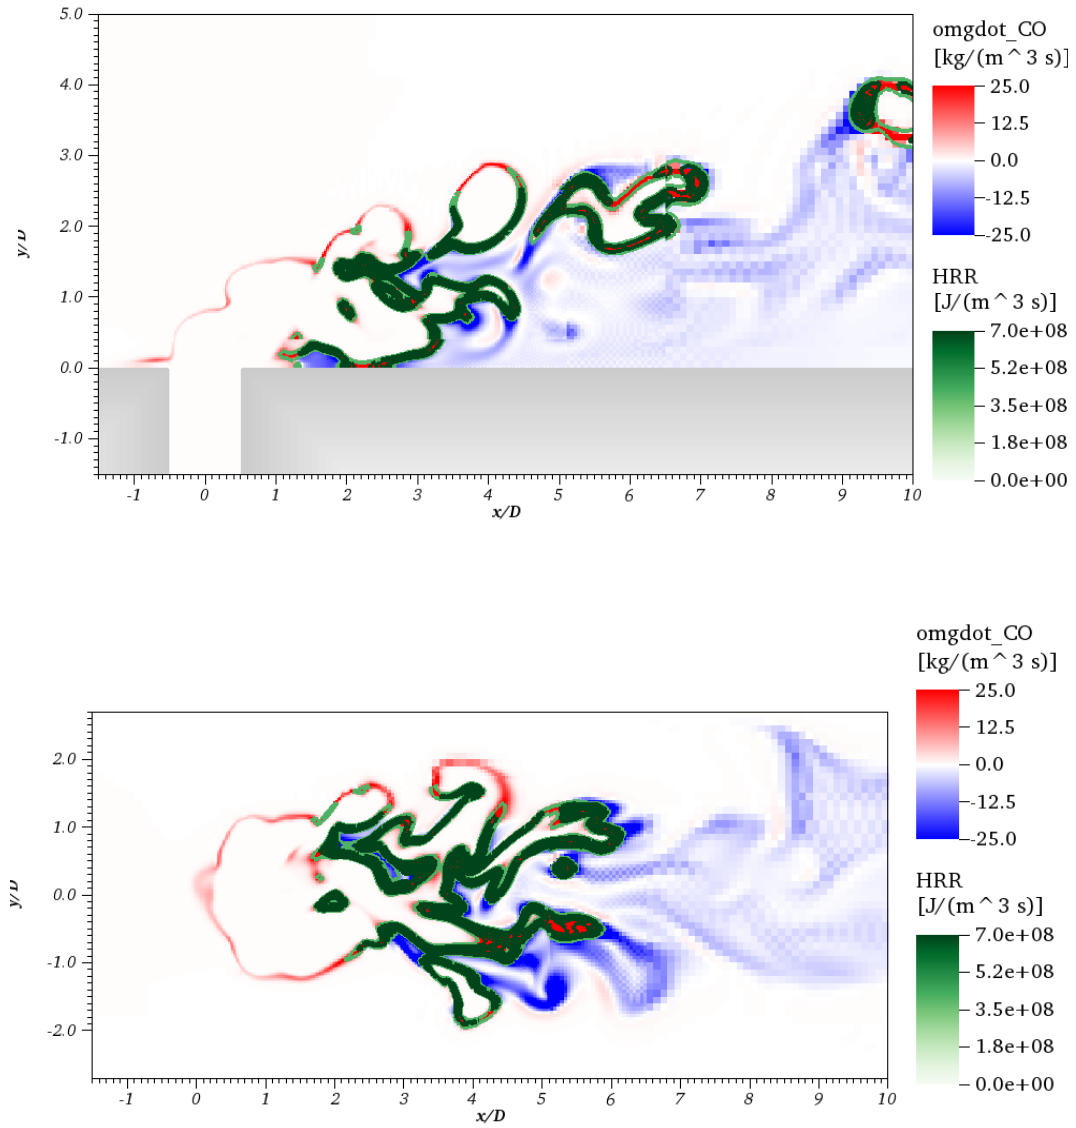 5.0
4.0
3.0
2.0
1.0
0.0
-1.0
y/D
-1 0 1 2 3 4 5 6 7 8 9 10
x/D
omgdot_CO
[kg/(m^3 s)]
25.0
12.5
0.0
-12.5
-25.0
HRR
[J/(m^3 s)]
7.0e+08
5.2e+08
3.5e+08
1.8e+08
0.0e+00
2.0
1.0
0.0
-1.0
-2.0
y/D
-1 0 1 2 3 4 5 6 7 8 9 10
x/D
omgdot_CO
[kg/(m^3 s)]
25.0
12.5
0.0
-12.5
-25.0
HRR
[J/(m^3 s)]
7.0e+08
5.2e+08
3.5e+08
1.8e+08
0.0e+00